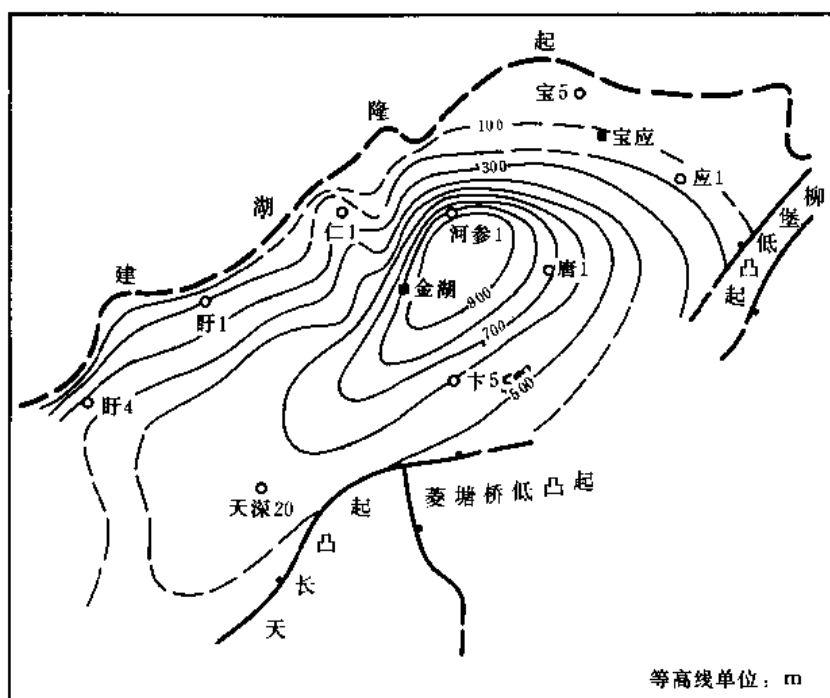 建湖隆起
宝5
100
宝应
300
应1
柳堡低凸起
仁1
河参1
唐1
金湖
盱1
900
700
卞5
500
盱4
天深20
菱塘桥低凸起
天长凸起
等高线单位：m